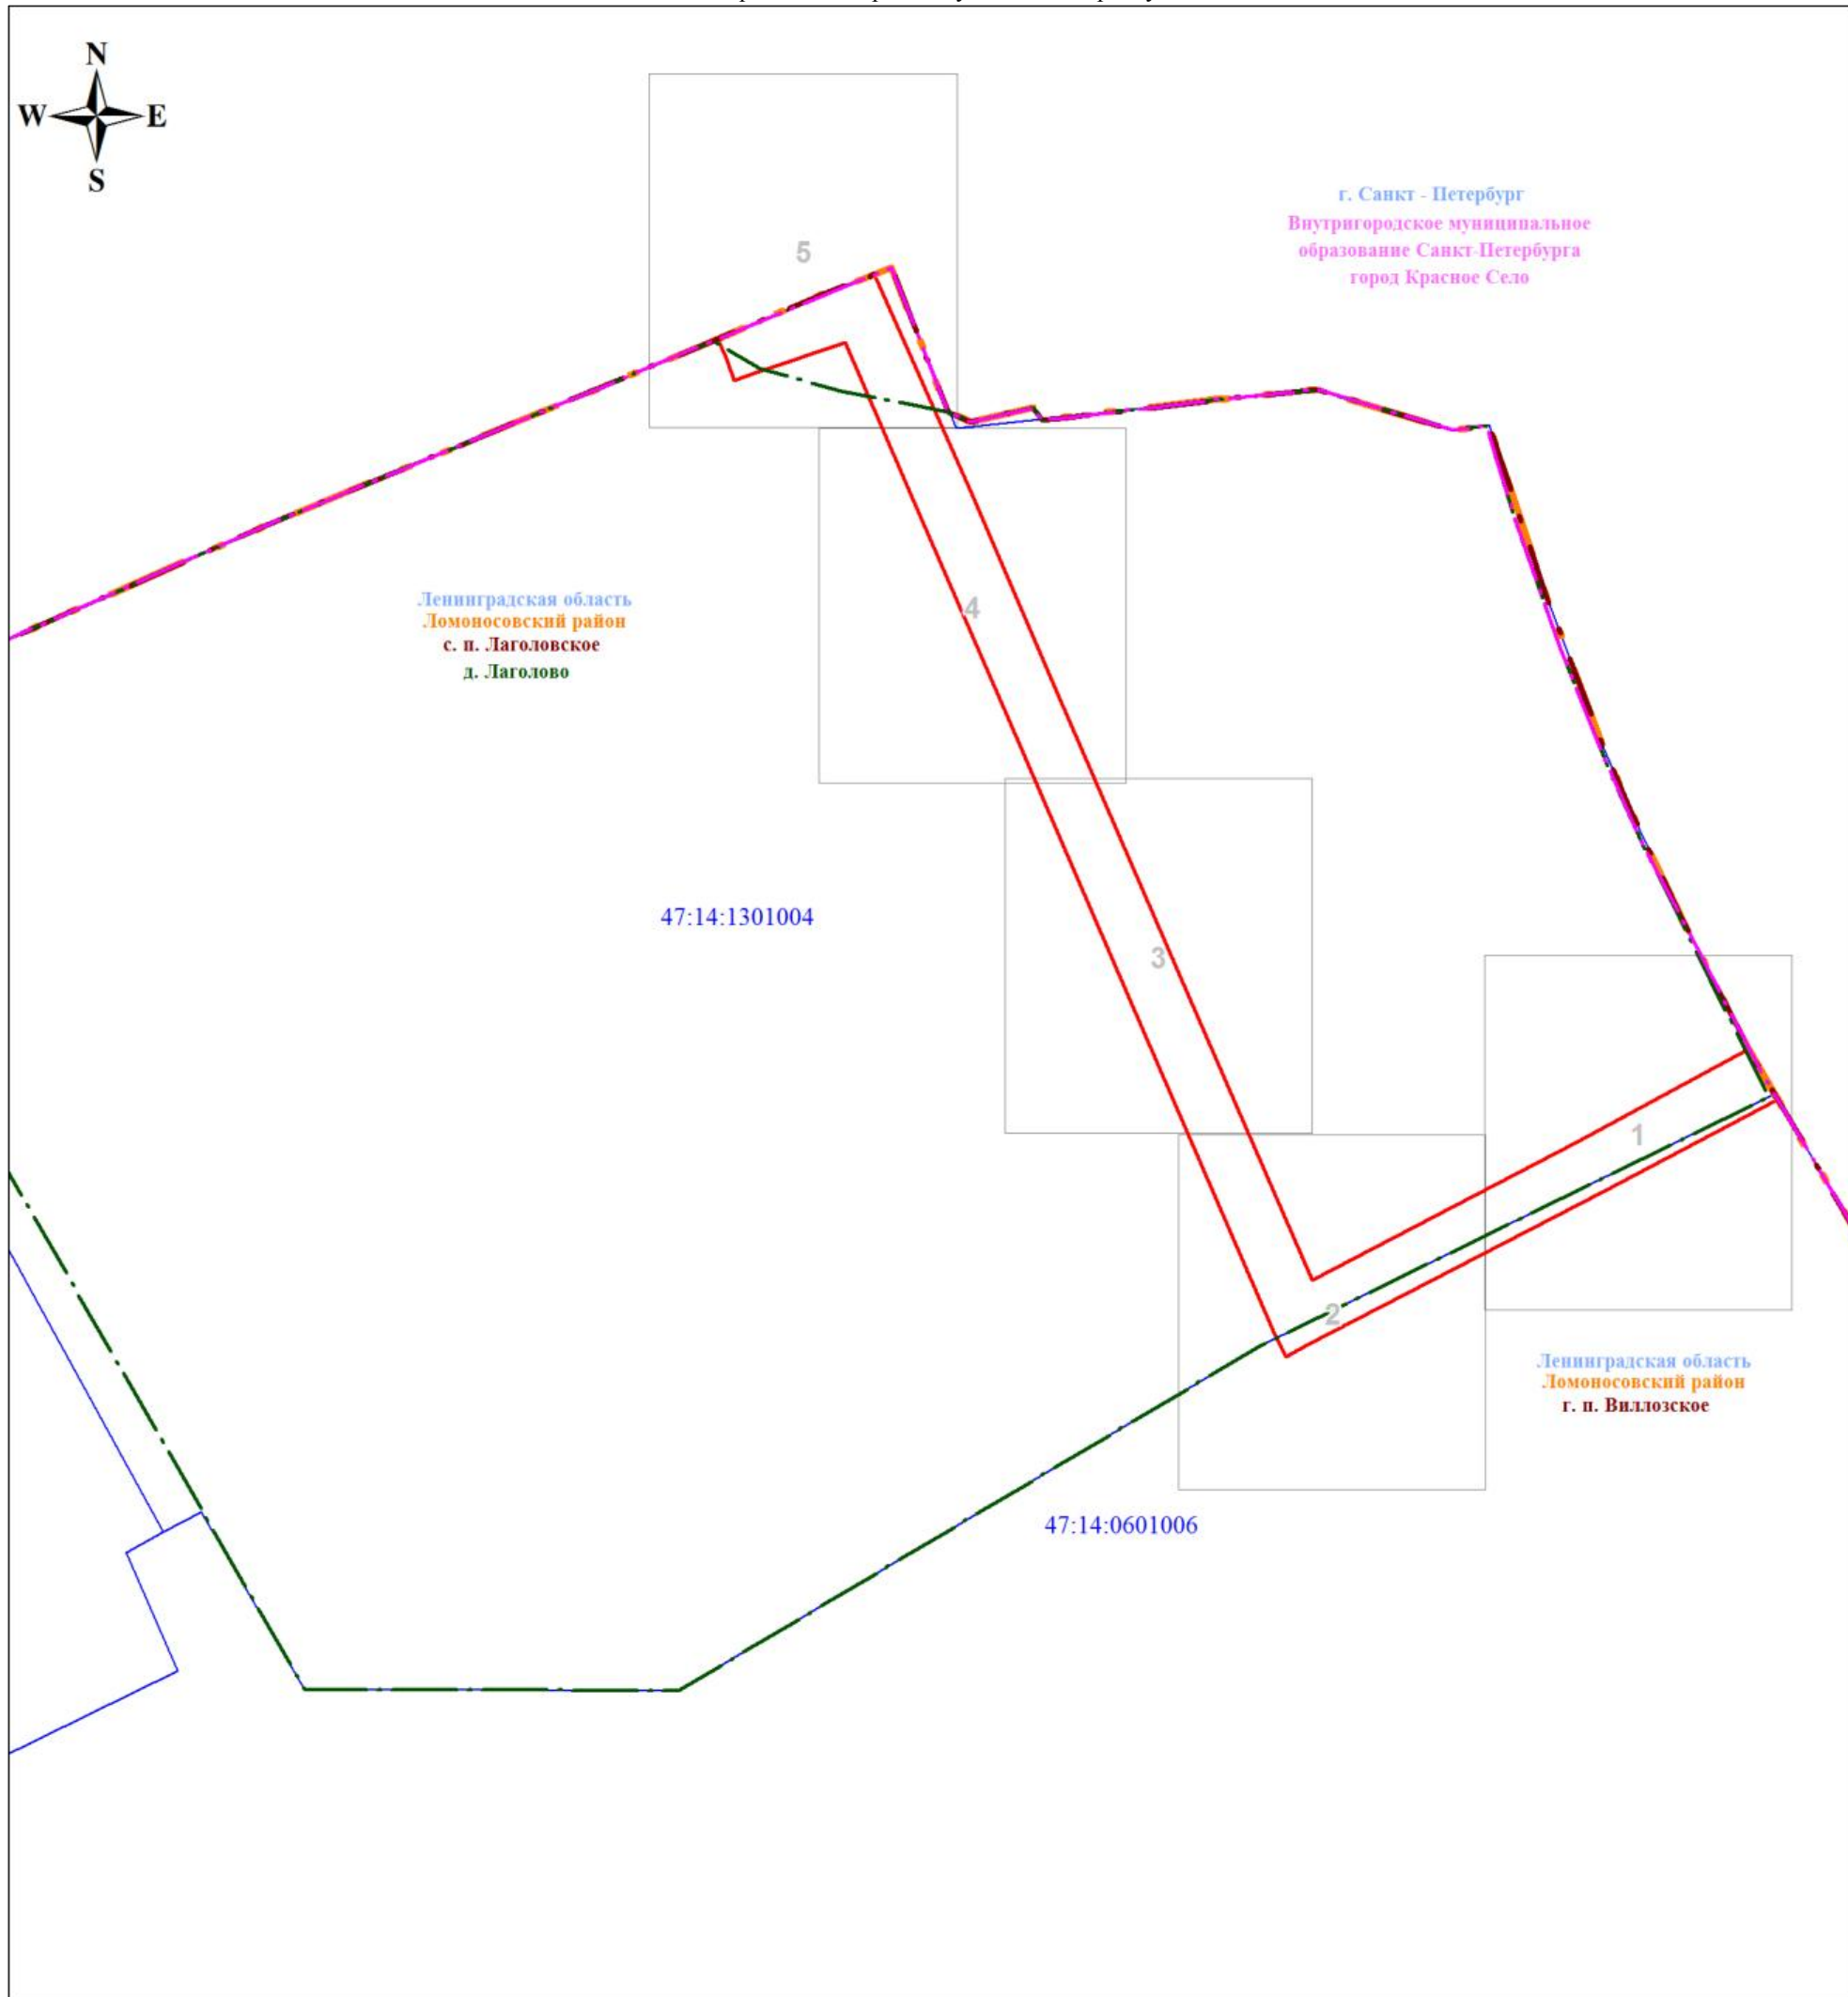 N
W E
S
5
г. Санкт - Петербург
Внутригородское муниципальное
образование Санкт-Петербурга
город Красное Село
Ленинградская область
Ломоносовский район
с. п. Лаголовское
д. Лаголово
4
47:14:1301004
3
1
2
Ленинградская область
Ломоносовский район
г. п. Виллозское
47:14:0601006